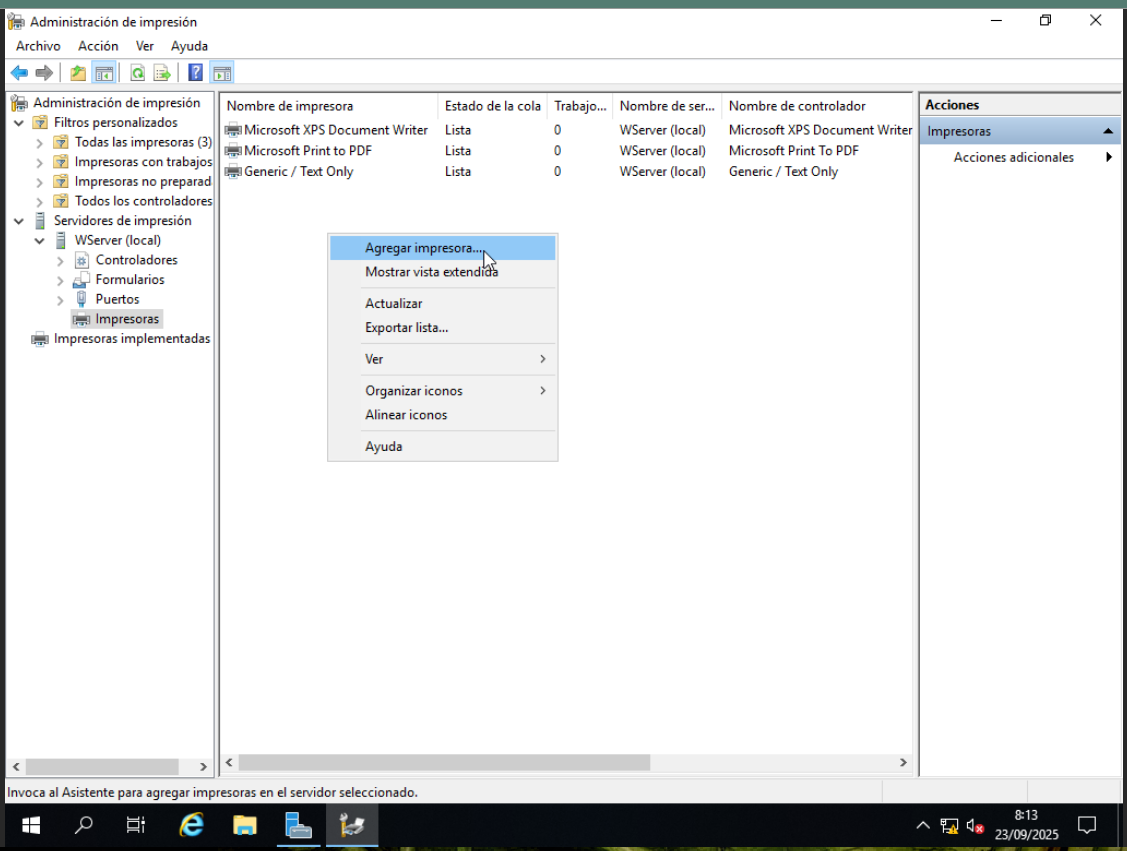 Administración de impresión
Archivo Acción Ver Ayuda
Administración de impresión
Filtros personalizados
Todas las impresoras (3)
Impresoras con trabajos
Impresoras no preparad
Todos los controladores
Servidores de impresión
WServer (local)
Controladores
Formularios
Puertos
Impresoras
Impresoras implementadas
Nombre de impresora Estado de la cola Trabajo... Nombre de ser... Nombre de controlador
Microsoft XPS Document Writer Lista 0 WServer (local) Microsoft XPS Document Writer
Microsoft Print to PDF Lista 0 WServer (local) Microsoft Print To PDF
Generic / Text Only Lista 0 WServer (local) Generic / Text Only
Agregar impresora...
Mostrar vista extendida
Actualizar
Exportar lista...
Ver
Organizar iconos
Alinear iconos
Ayuda
Acciones
Impresoras
Acciones adicionales
Invoca al Asistente para agregar impresoras en el servidor seleccionado.
8:13
23/09/2025